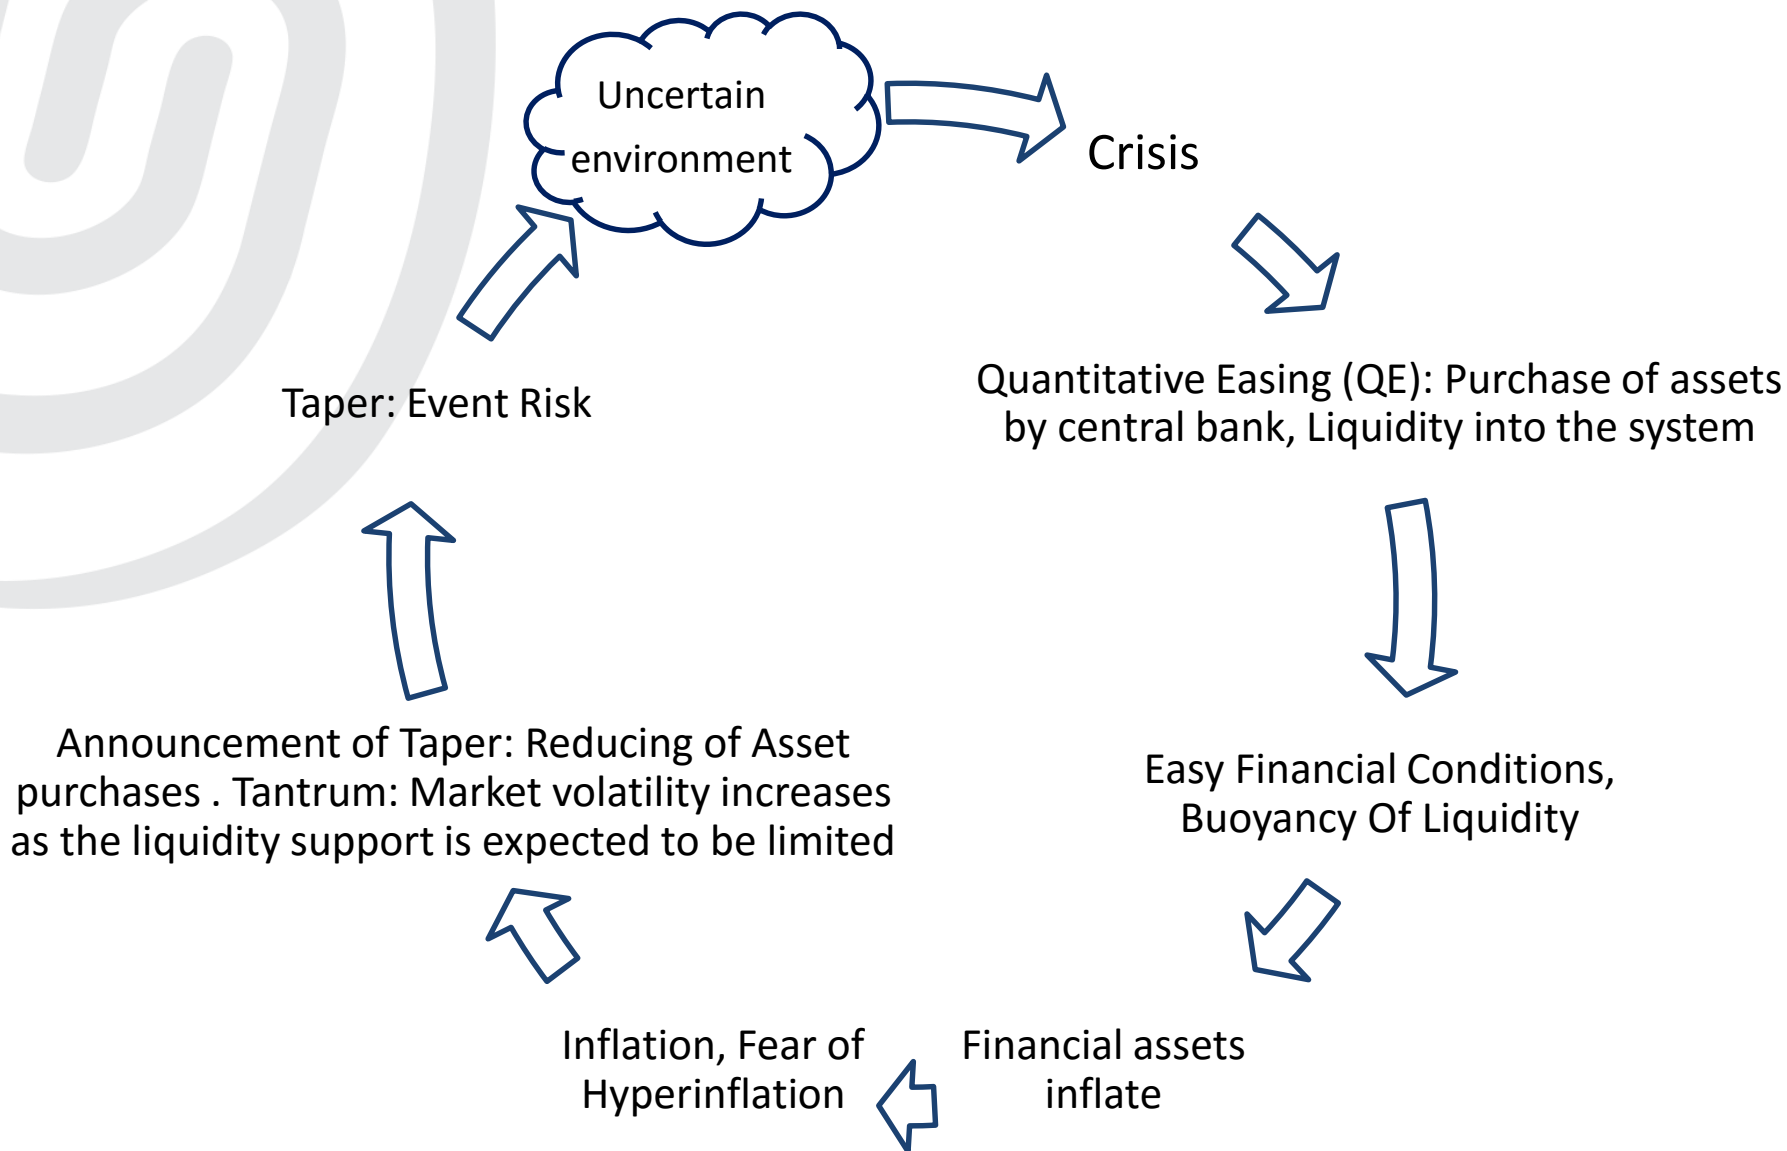 Uncertain
environment
Crisis
Quantitative Easing (QE): Purchase of assets
by central bank, Liquidity into the system
Easy Financial Conditions,
Buoyancy Of Liquidity
Financial assets
inflate
Inflation, Fear of
Hyperinflation
Announcement of Taper: Reducing of Asset
purchases . Tantrum: Market volatility increases
as the liquidity support is expected to be limited
Taper: Event Risk